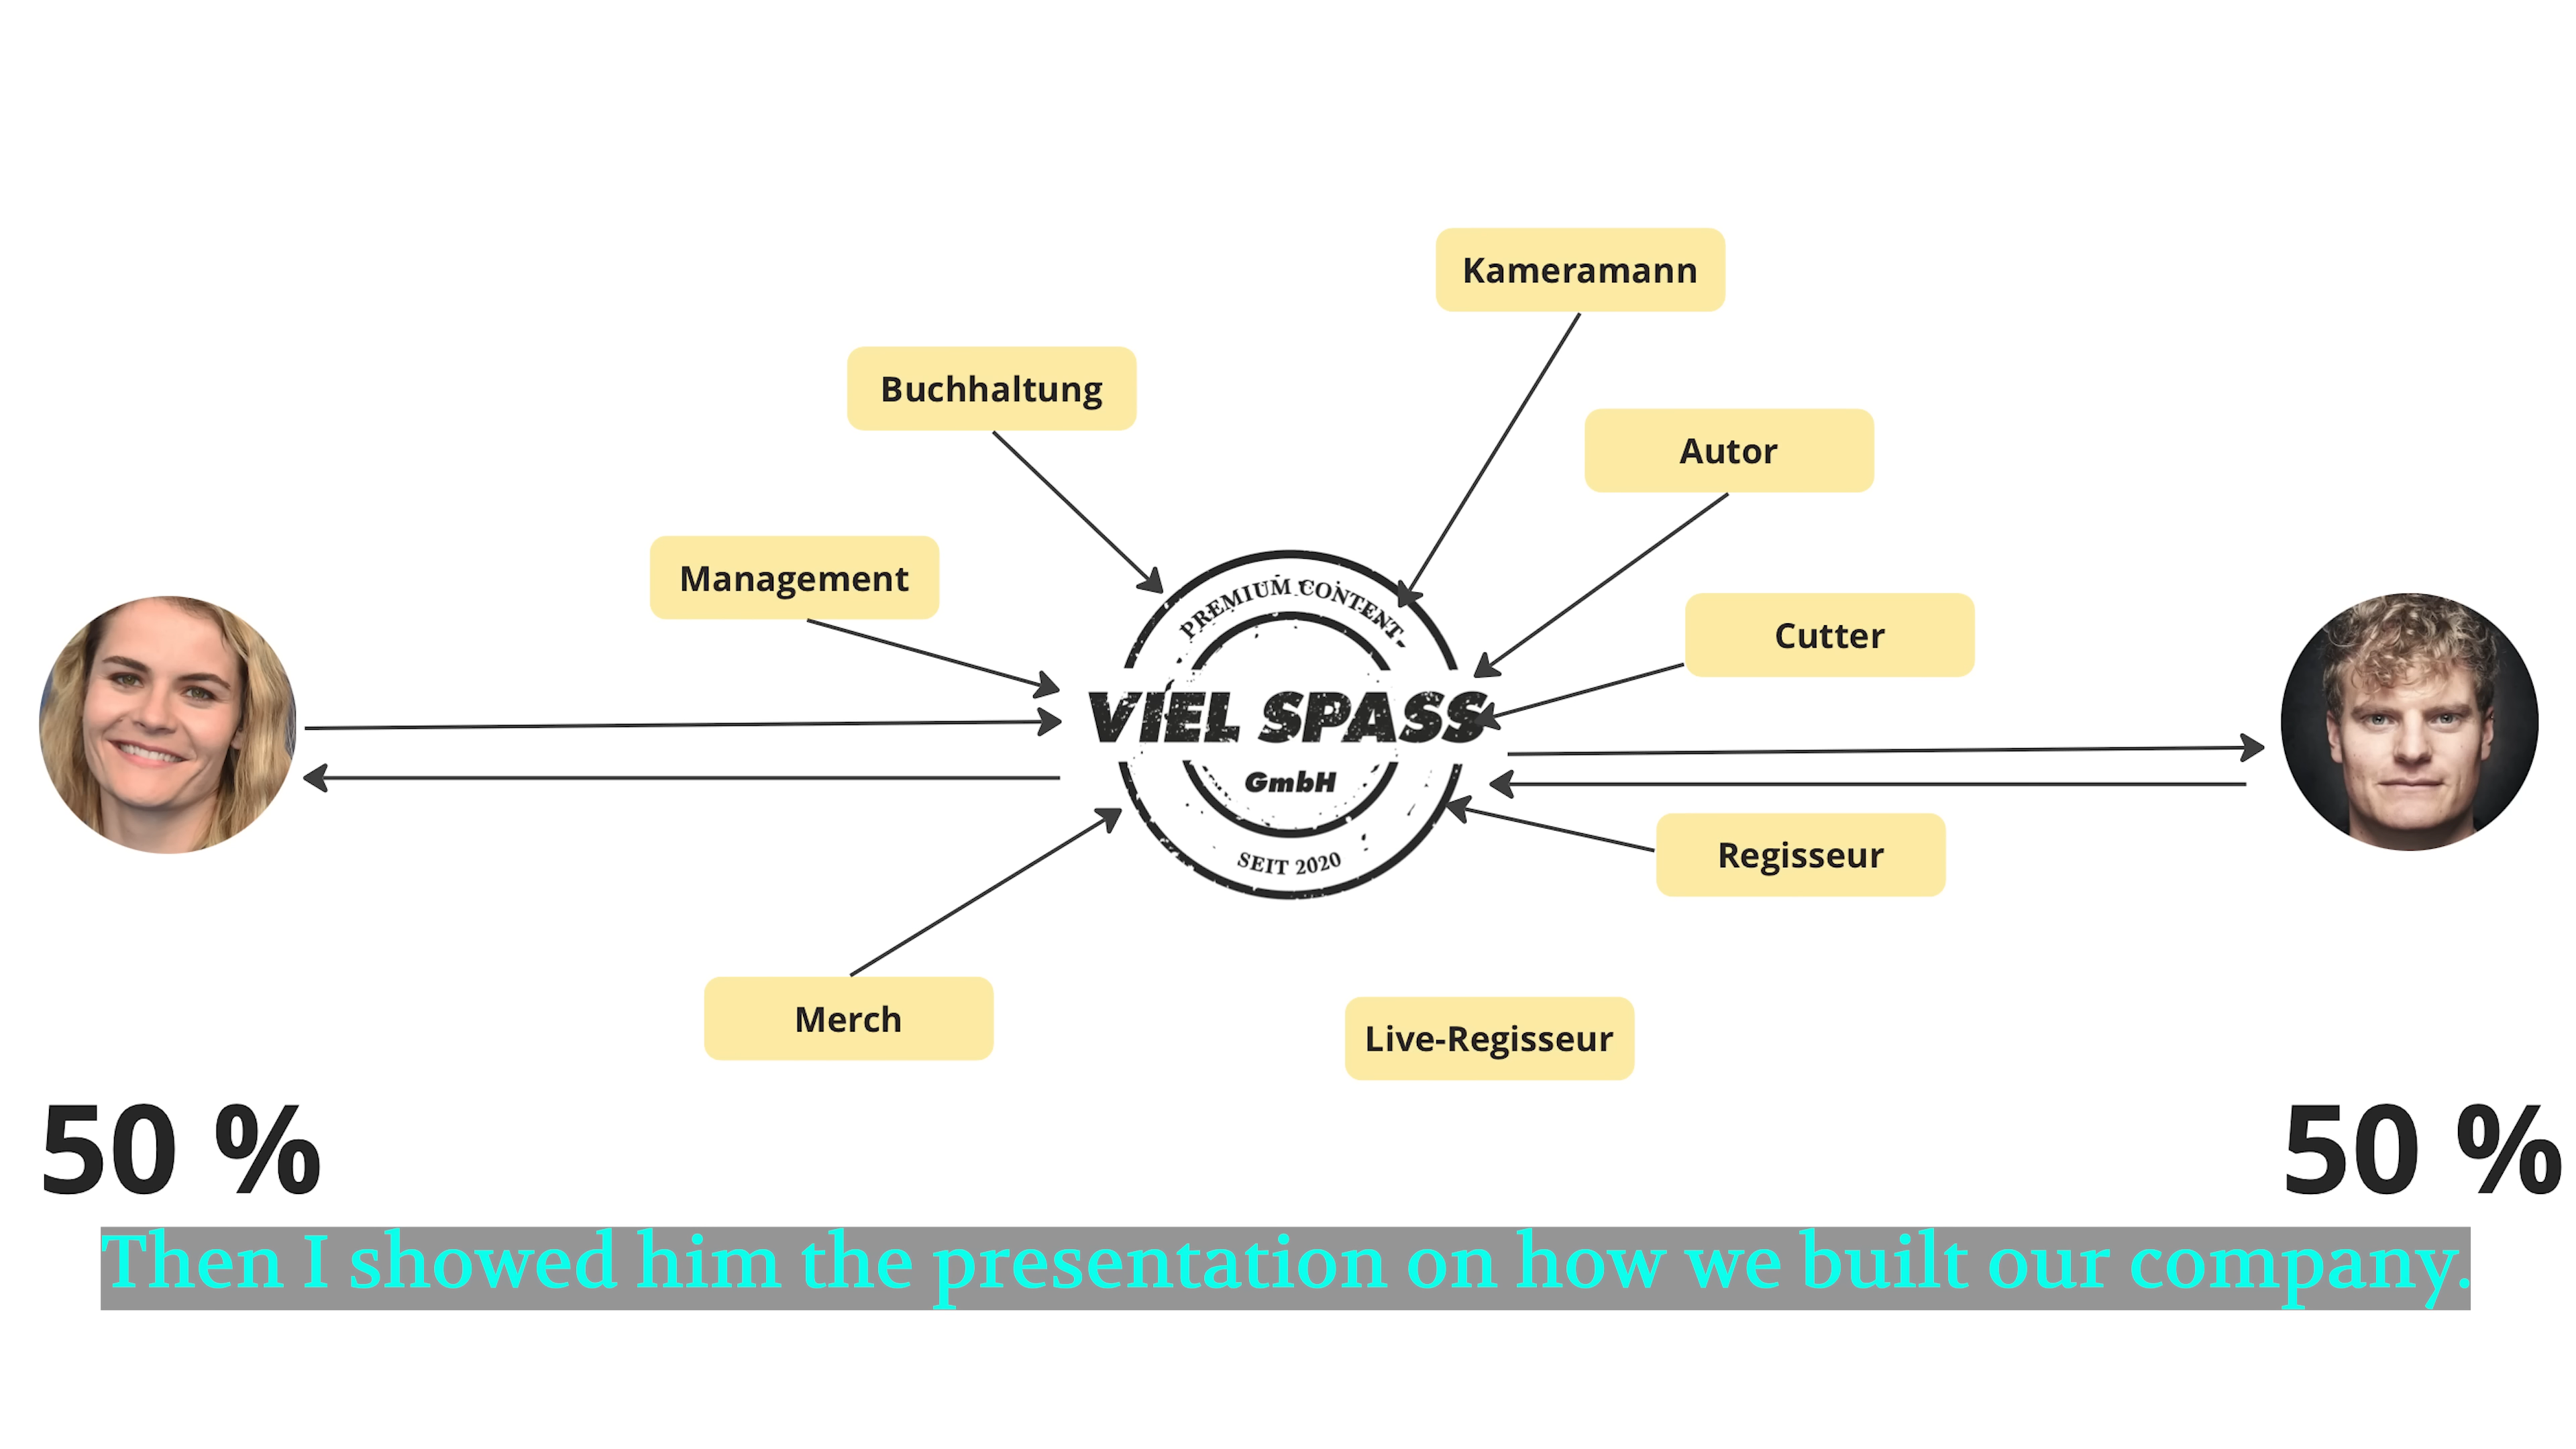 Kameramann
Buchhaltung
Autor
Management
PREMIUM CONTENT
Cutter
VIEL SPASS
GmbH
Regisseur
SEIT 2020
Merch
Live-Regisseur
50 %
50 %
Then I showed him the presentation on how we built our company.